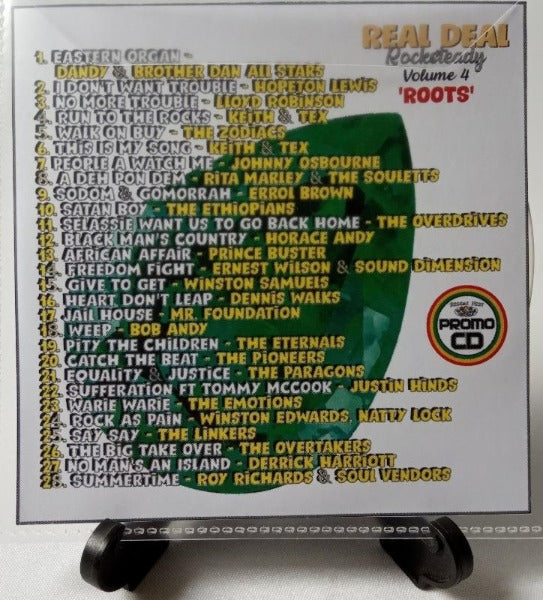 REAL DEAL
Rocksteady
Volume 4
'ROOTS'
1. EASTERN ORGAN -
DANDY & BROTHER DAN ALL STARS
2. I DON'T WANT TROUBLE - HOPETON LEWIS
3. NO MORE TROUBLE - LLOYD ROBINSON
4. RUN TO THE ROCKS - KEITH & TEX
5. WALK ON BUY - THE ZODIACS
6. THIS IS MY SONG - KEITH & TEX
7. PEOPLE A WATCH ME - JOHNNY OSBOURNE
8. A DEH PON DEM - RITA MARLEY & THE SOULETTS
9. SODOM & GOMORRAH - ERROL BROWN
10. SATAN BOY - THE ETHIOPIANS
11. SELASSIE WANT US TO GO BACK HOME - THE OVERDRIVES
12. BLACK MAN'S COUNTRY - HORACE ANDY
13. AFRICAN AFFAIR - PRINCE BUSTER
14. FREEDOM FIGHT - ERNEST WILSON & SOUND DIMENSION
15. GIVE TO GET - WINSTON SAMUELS
16. HEART DON'T LEAP - DENNIS WALKS
17. JAIL HOUSE - MR. FOUNDATION
18. WEEP - BOB ANDY
19. PITY THE CHILDREN - THE ETERNALS
20. CATCH THE BEAT - THE PIONEERS
21. EQUALITY & JUSTICE - THE PARAGONS
22. SUFFERATION FT TOMMY MCCOOK - JUSTIN HINDS
23. WARIE WARIE - THE EMOTIONS
24. ROCK AS PAIN - WINSTON EDWARDS, NATTY LOCK
25. SAY SAY - THE LINKERS
26. THE BIG TAKE OVER - THE OVERTAKERS
27. NO MAN'S AN ISLAND - DERRICK HARRIOTT
28. SUMMERTIME - ROY RICHARDS & SOUL VENDORS
PROMO
CD